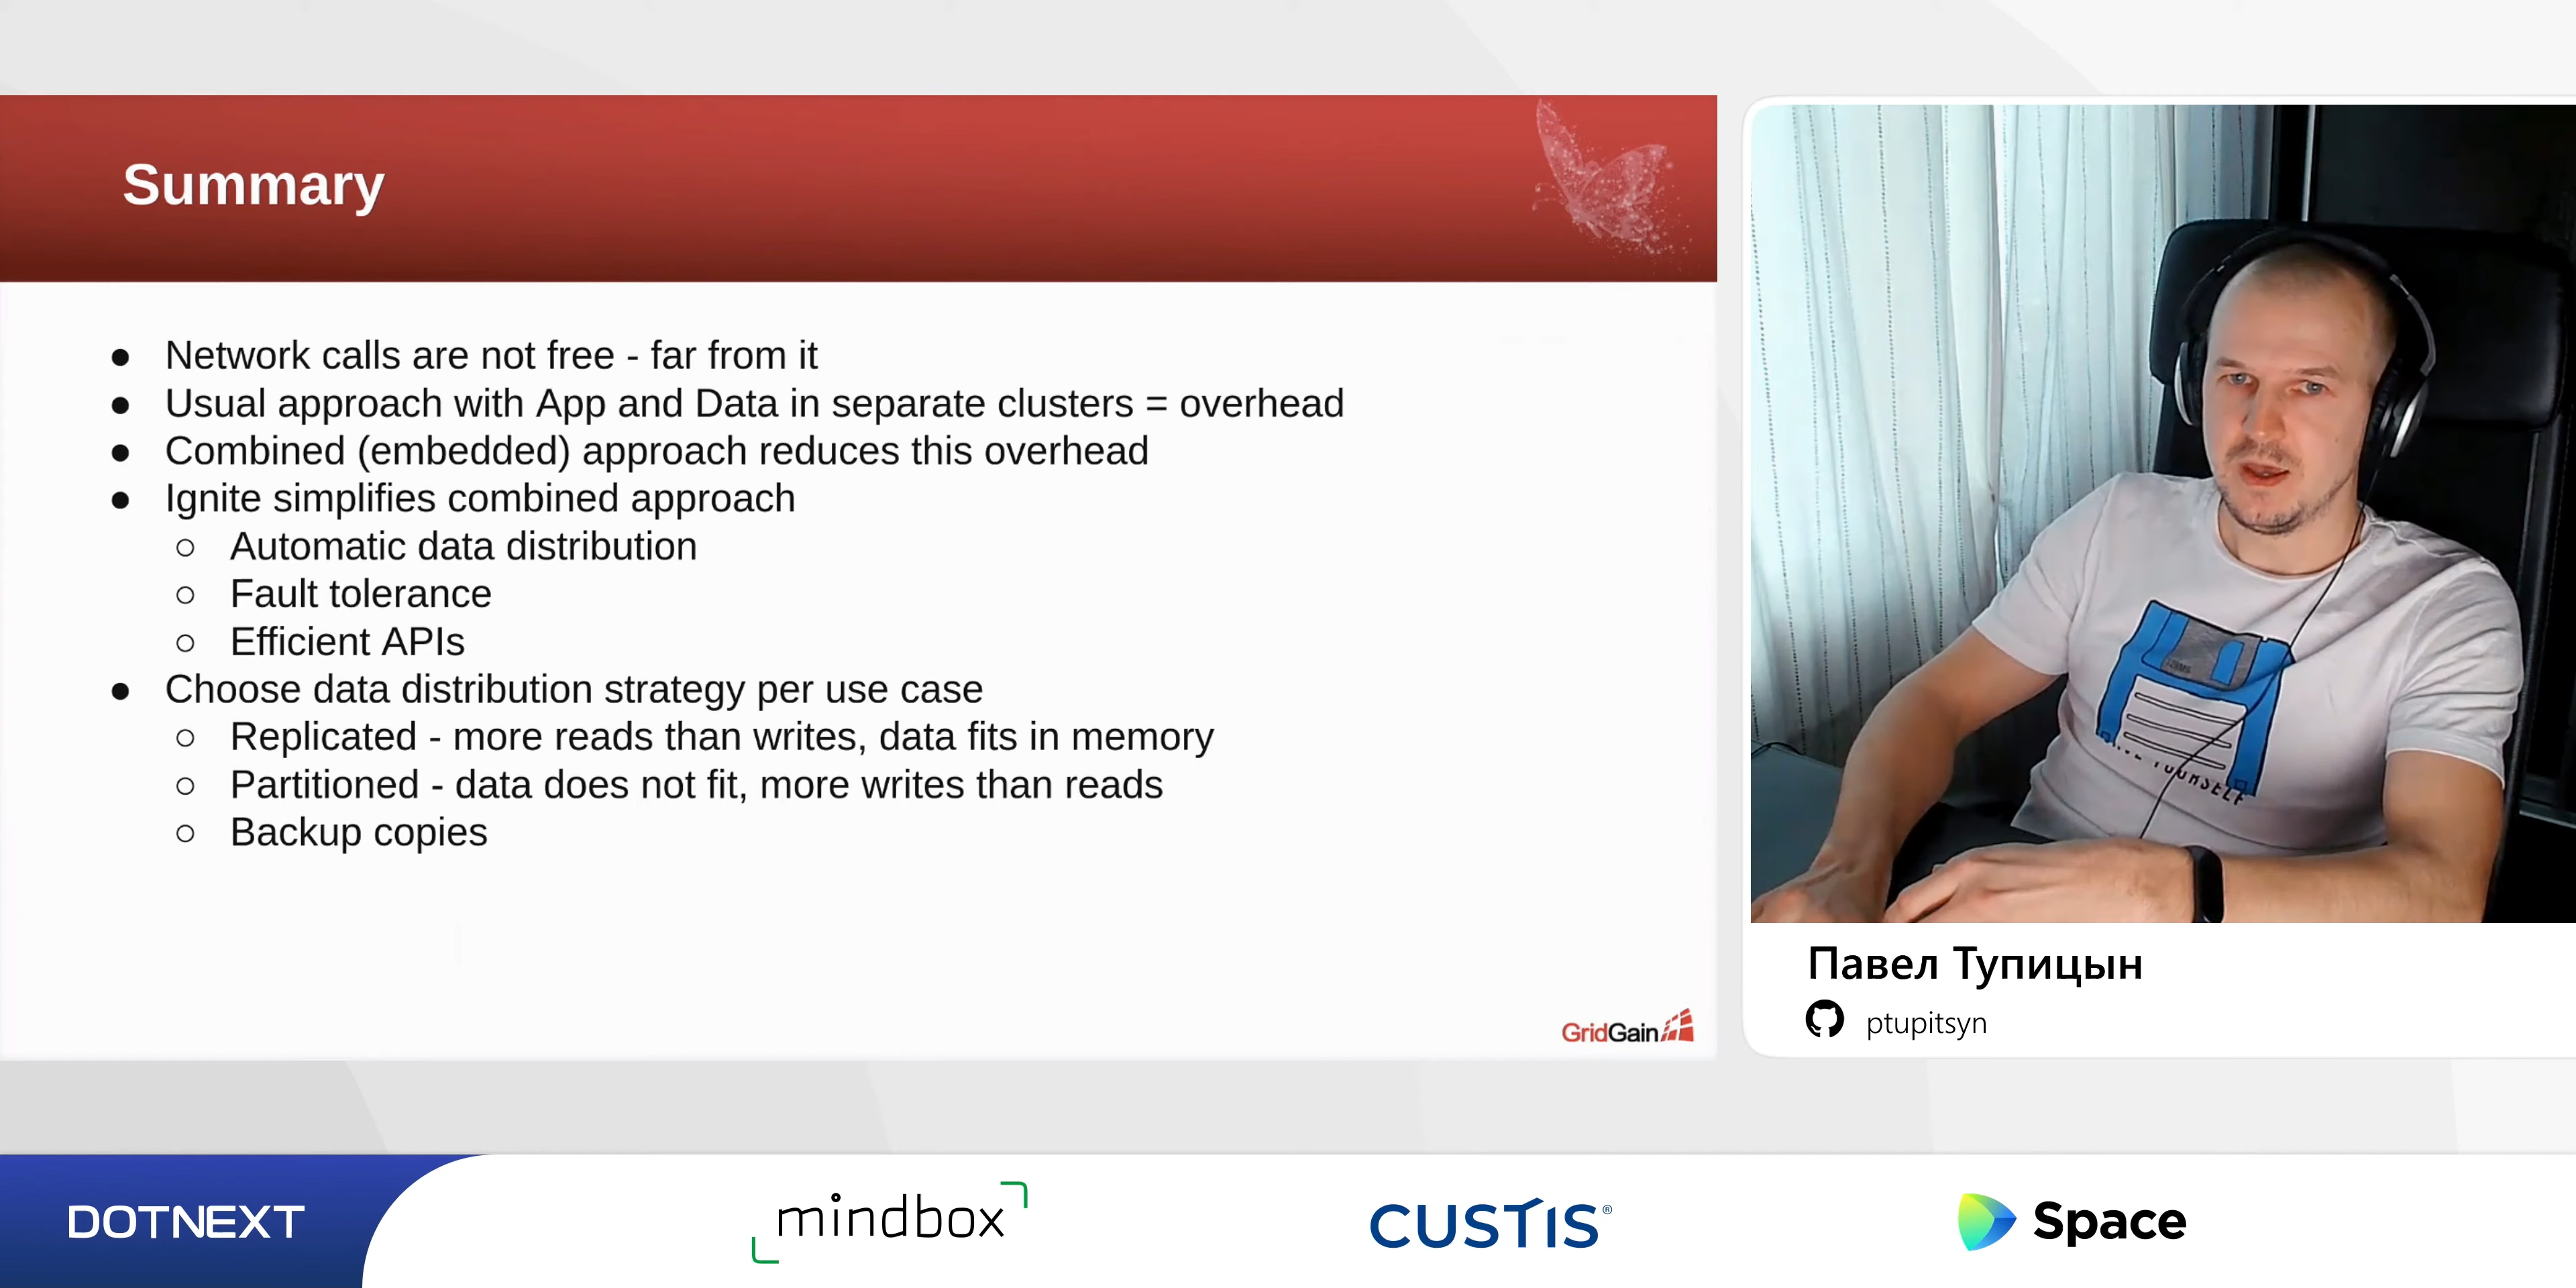 Summary
● Network calls are not free - far from it
● Usual approach with App and Data in separate clusters = overhead
● Combined (embedded) approach reduces this overhead
● Ignite simplifies combined approach
○ Automatic data distribution
○ Fault tolerance
○ Efficient APIs
● Choose data distribution strategy per use case
○ Replicated - more reads than writes, data fits in memory
○ Partitioned - data does not fit, more writes than reads
○ Backup copies
GridGain
YOURSELF
Павел Тупицын
ptupitsyn
DOTNEXT
mindbox
CUSTIS®
Space